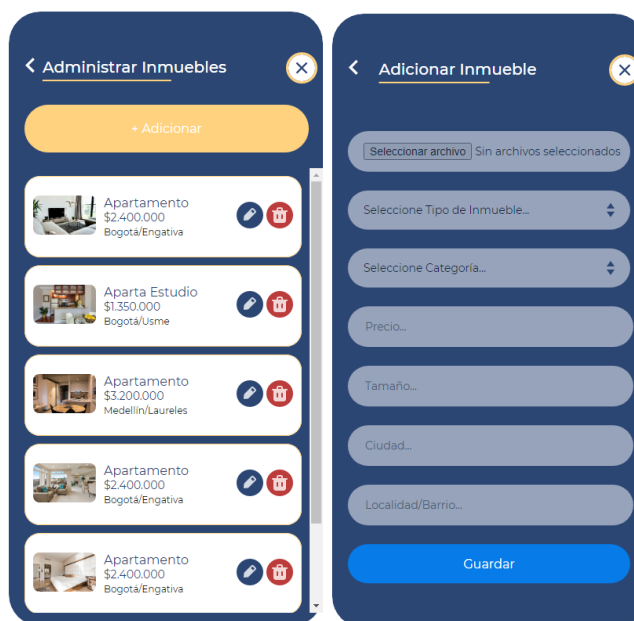 Administrar Inmuebles
+ Adicionar
Apartamento
$2.400.000
Bogotá/Engativa
Aparta Estudio
$1.350.000
Bogotá/Usme
Apartamento
$3.200.000
Medellín/Laureles
Apartamento
$2.400.000
Bogotá/Engativa
Apartamento
$2.400.000
Bogotá/Engativa
Adicionar Inmueble
Seleccionar archivo Sin archivos seleccionados
Seleccione Tipo de Inmueble...
Seleccione Categoría...
Precio...
Tamaño...
Ciudad...
Localidad/Barrio...
Guardar